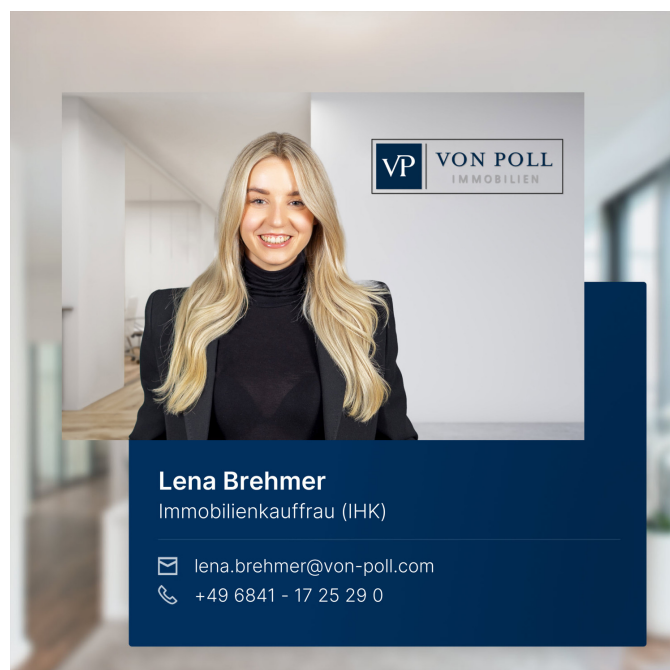 VP VON POLL
IMMOBILIEN
Lena Brehmer
Immobilienkauffrau (IHK)
lena.brehmer@von-poll.com
+49 6841 - 17 25 29 0